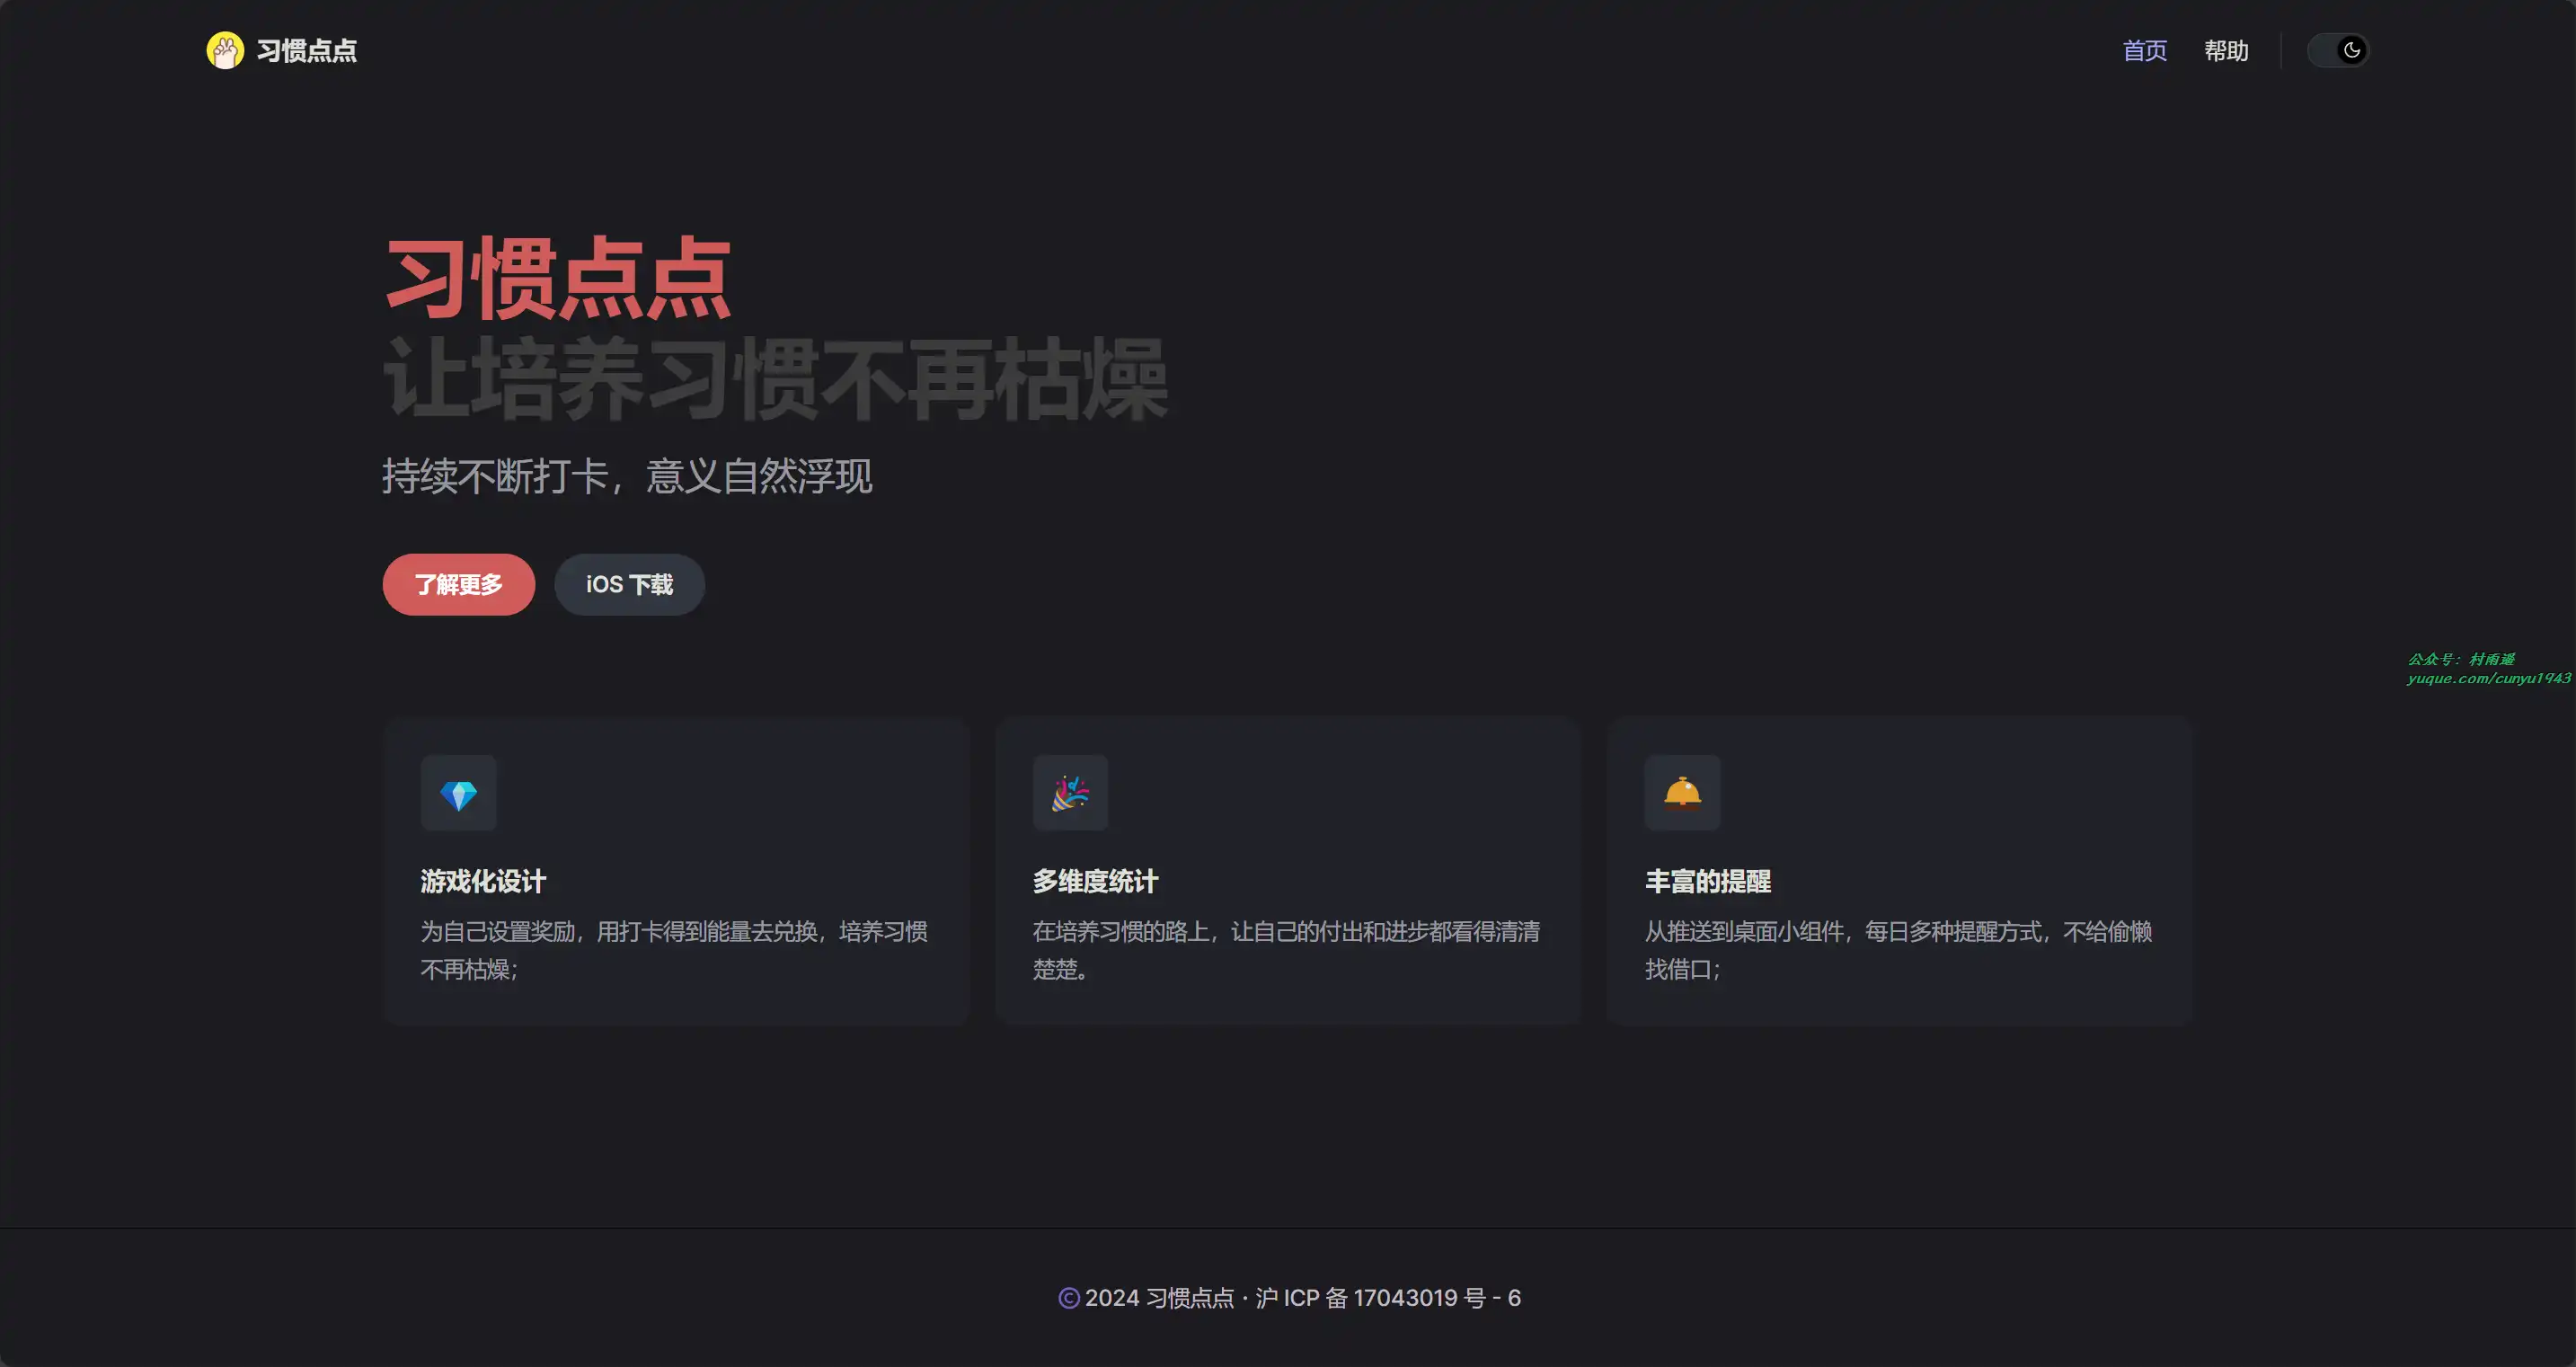 习惯点点
首页
帮助
习惯点点
让培养习惯不再枯燥
持续不断打卡，意义自然浮现
了解更多
iOS 下载
公众号：村雨遥
yuque.com/cunyu1943
游戏化设计
为自己设置奖励，用打卡得到能量去兑换，培养习惯
不再枯燥；
多维度统计
在培养习惯的路上，让自己的付出和进步都看得清清
楚楚。
丰富的提醒
从推送到桌面小组件，每日多种提醒方式，不给偷懒
找借口；
© 2024 习惯点点 · 沪 ICP 备 17043019 号 - 6